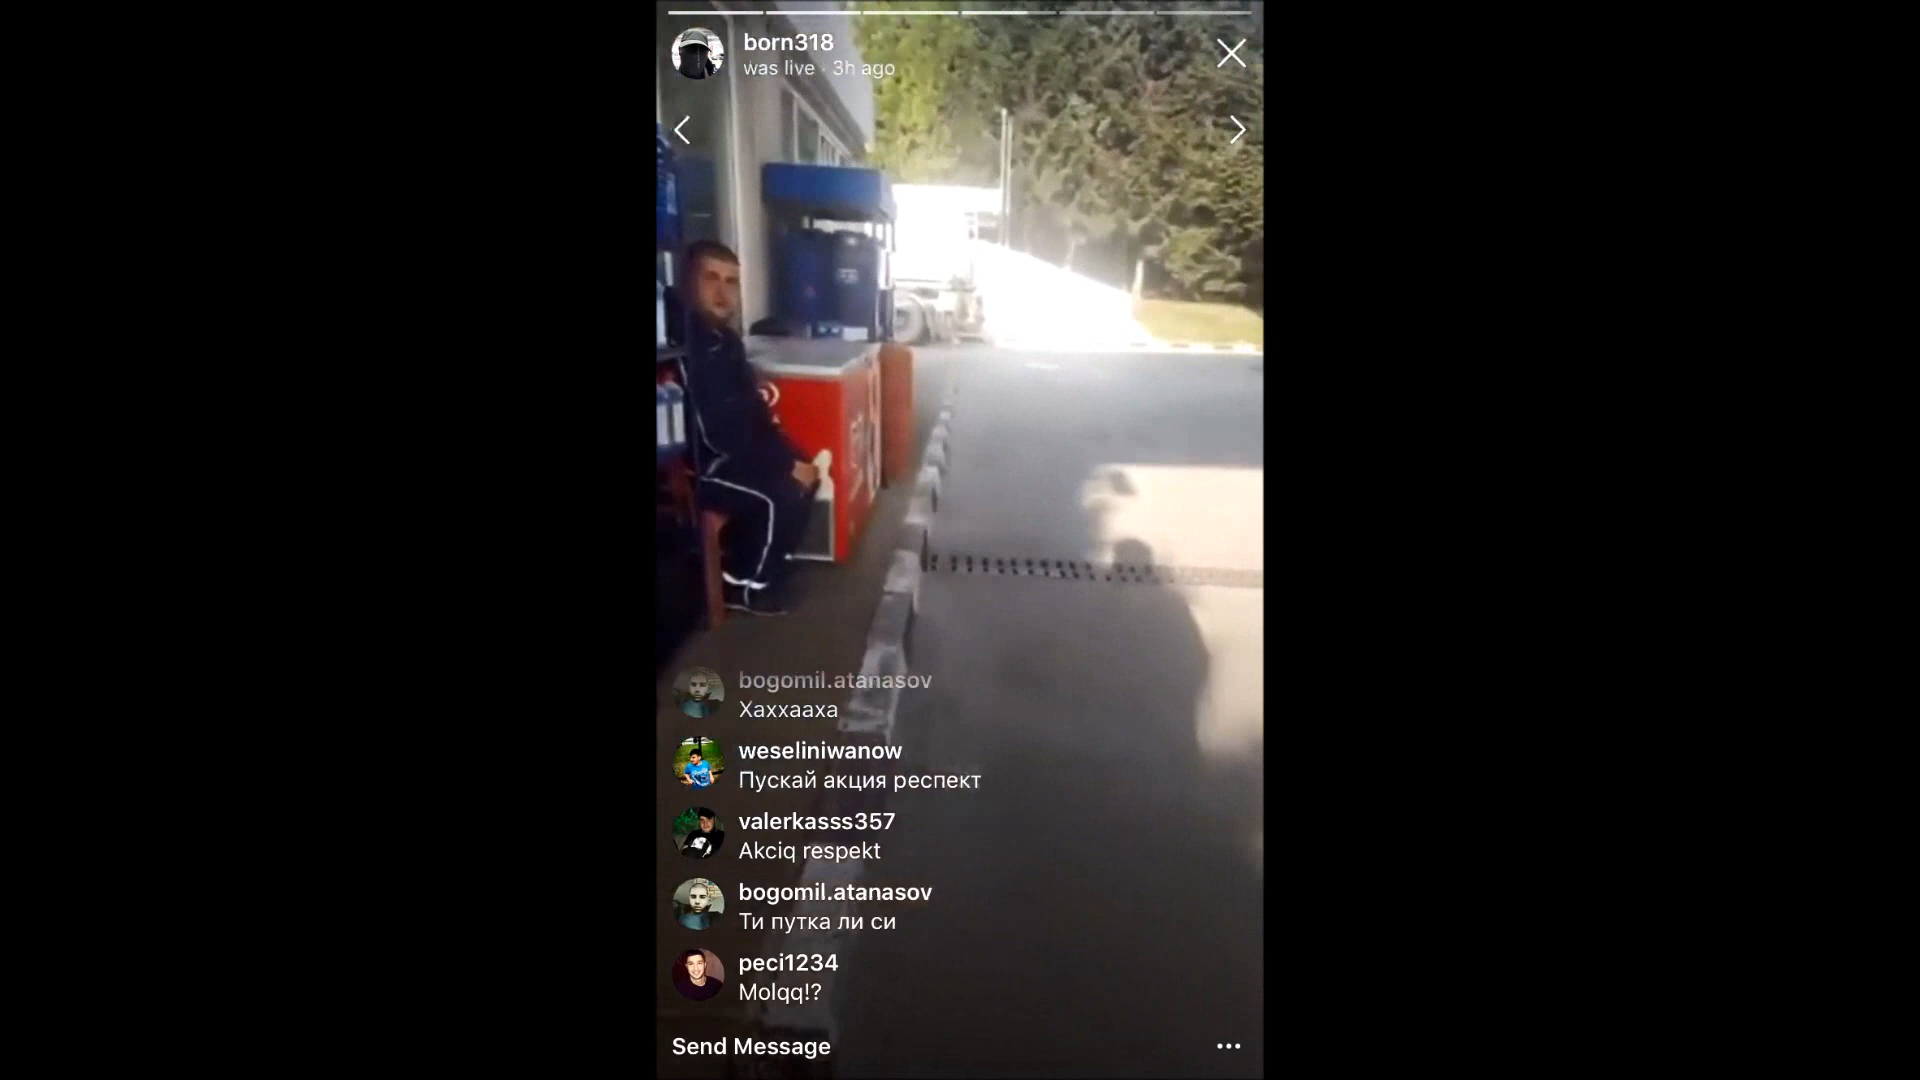 born318
was live · 3h ago
bogomil.atanasov
Хаххааха
weseliniwanow
Пускай акция респект
valerkasss357
Akciq respekt
bogomil.atanasov
Ти путка ли си
peci1234
Molqq!?
Send Message